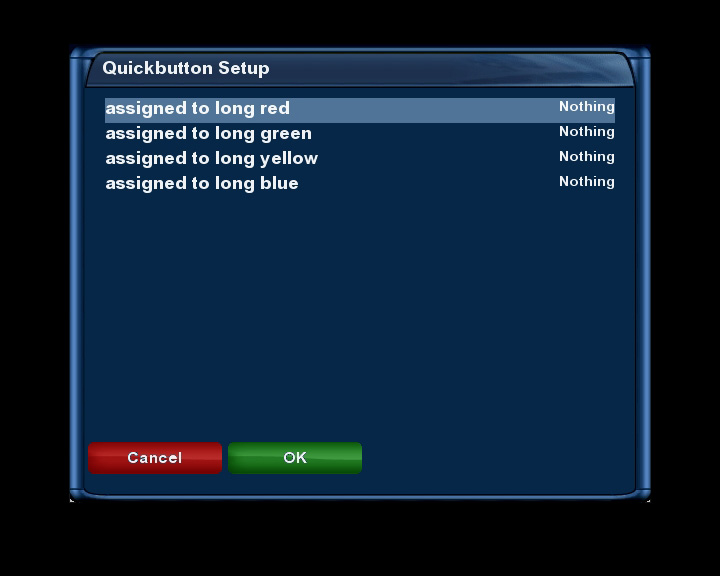 Quickbutton Setup
assigned to long red Nothing
assigned to long green Nothing
assigned to long yellow Nothing
assigned to long blue Nothing
Cancel OK